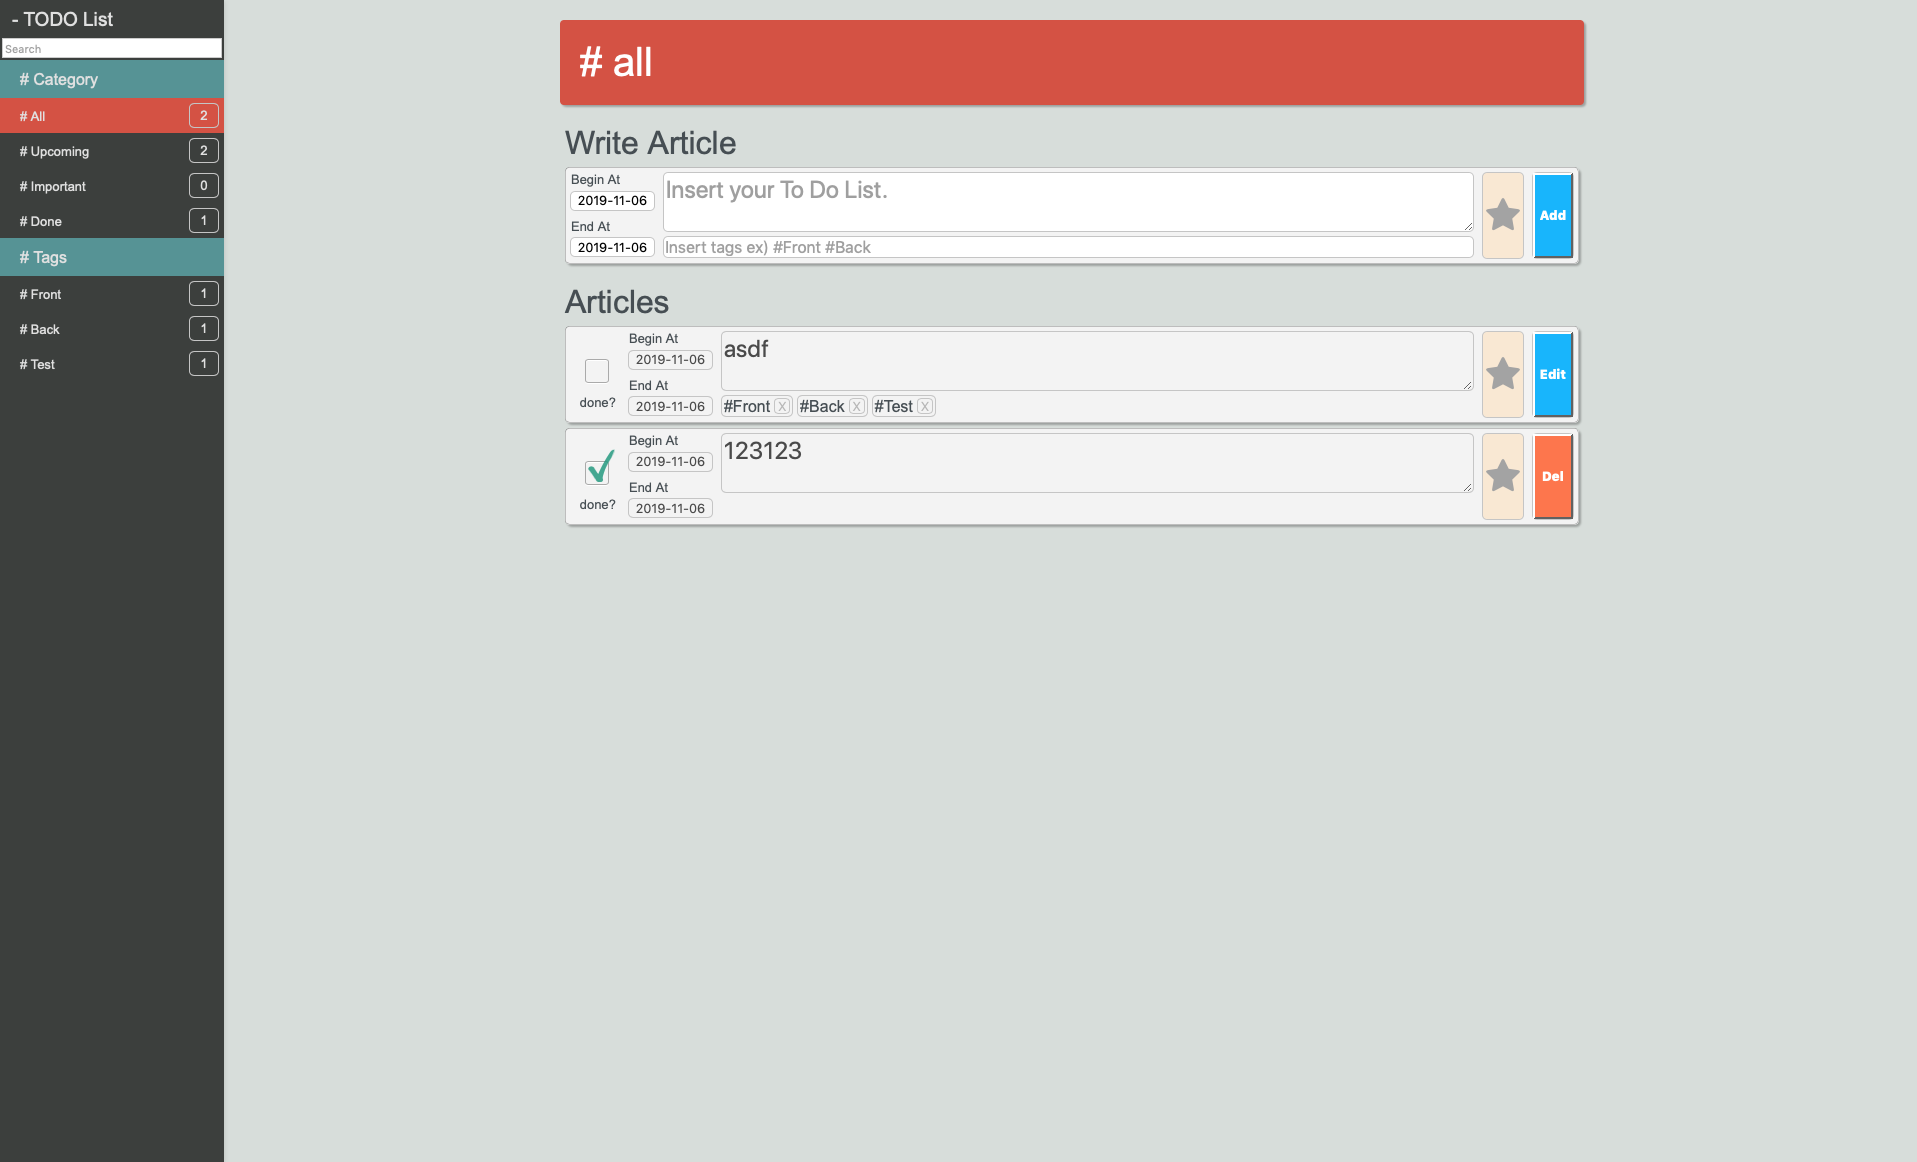 - TODO List
Search
# Category
# All 2
# Upcoming 2
# Important 0
# Done 1
# Tags
# Front 1
# Back 1
# Test 1
# all
Write Article
Begin At
2019-11-06
End At
2019-11-06
Insert your To Do List.
Insert tags ex) #Front #Back
Add
Articles
done?
Begin At
2019-11-06
End At
2019-11-06
asdf
#Front X #Back X #Test X
Edit
done?
Begin At
2019-11-06
End At
2019-11-06
123123
Del